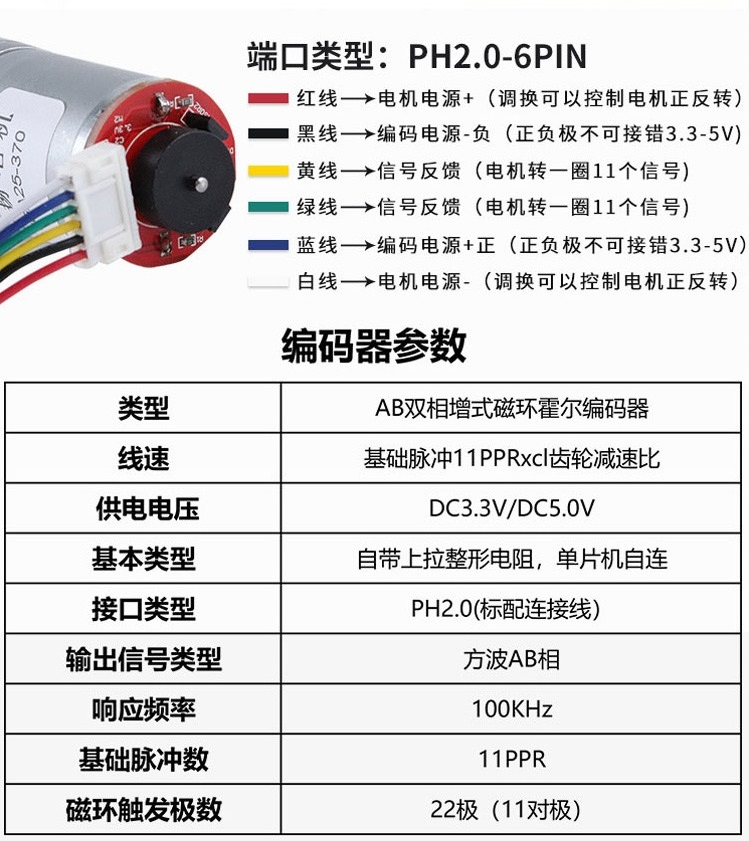 端口类型：PH2.0-6PIN
红线→电机电源+（调换可以控制电机正反转）
黑线→编码电源-负（正负极不可接错3.3-5V）
黄线→信号反馈（电机转一圈11个信号)
绿线→信号反馈（电机转一圈11个信号)
蓝线→编码电源+正（正负极不可接错3.3-5V）
白线→电机电源-（调换可以控制电机正反转）
25-370
编码器参数
类型 AB双相增式磁环霍尔编码器
线速 基础脉冲11PPRxcl齿轮减速比
供电电压 DC3.3V/DC5.0V
基本类型 自带上拉整形电阻，单片机自连
接口类型 PH2.0(标配连接线)
输出信号类型 方波AB相
响应频率 100KHz
基础脉冲数 11PPR
磁环触发极数 22极（11对极）